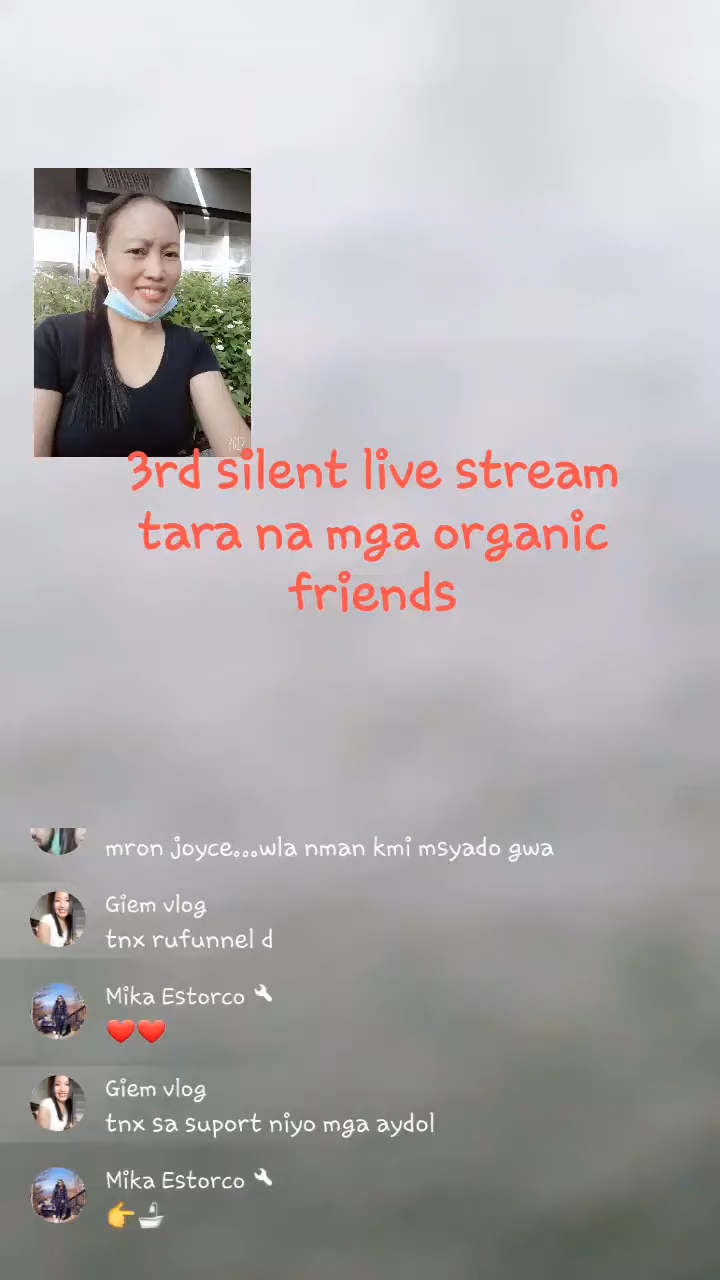 3rd silent live stream
tara na mga organic
friends
mron joyce...wla nman kmi msyado gwa
Giem vlog
tnx rufunnel d
Mika Estorco
Giem vlog
tnx sa suport niyo mga aydol
Mika Estorco